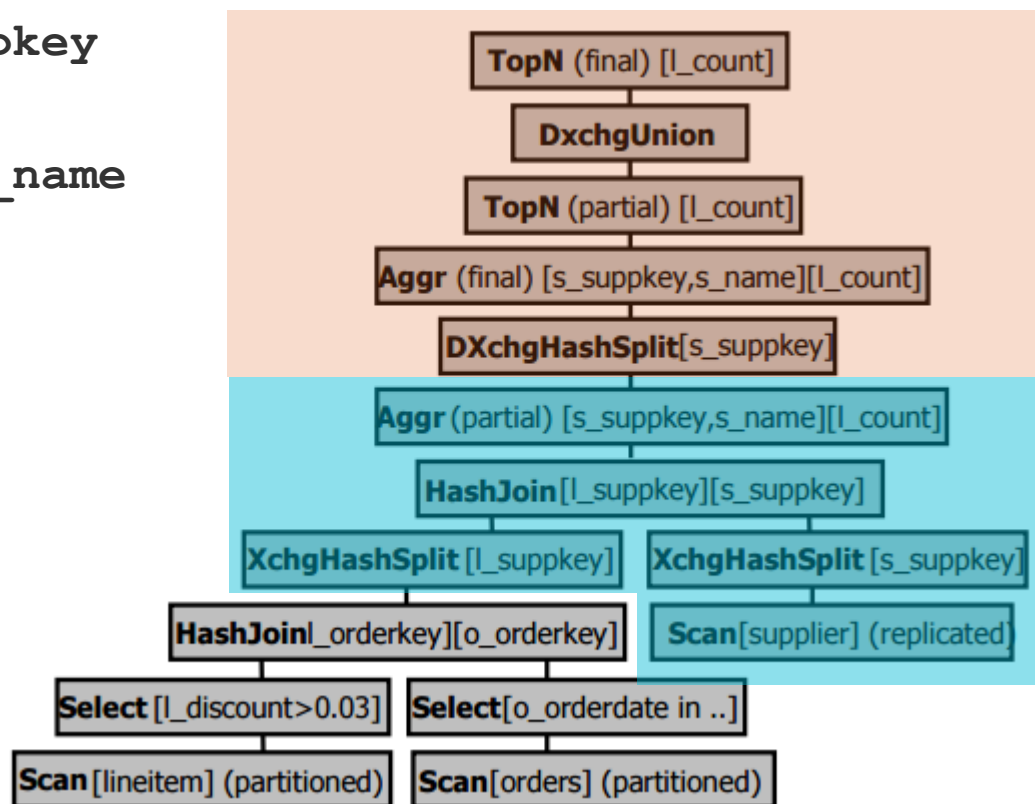 pkey
_name
TopN (final) [l_count]
DxchgUnion
TopN (partial) [l_count]
Aggr (final) [s_suppkey,s_name][l_count]
DXchgHashSplit[s_suppkey]
Aggr (partial) [s_suppkey,s_name][l_count]
HashJoin[l_suppkey][s_suppkey]
XchgHashSplit [l_suppkey] XchgHashSplit [s_suppkey]
HashJoinl_orderkey][o_orderkey] Scan[supplier] (replicated)
Select [l_discount>0.03] Select[o_orderdate in ..]
Scan[lineitem] (partitioned) Scan[orders] (partitioned)